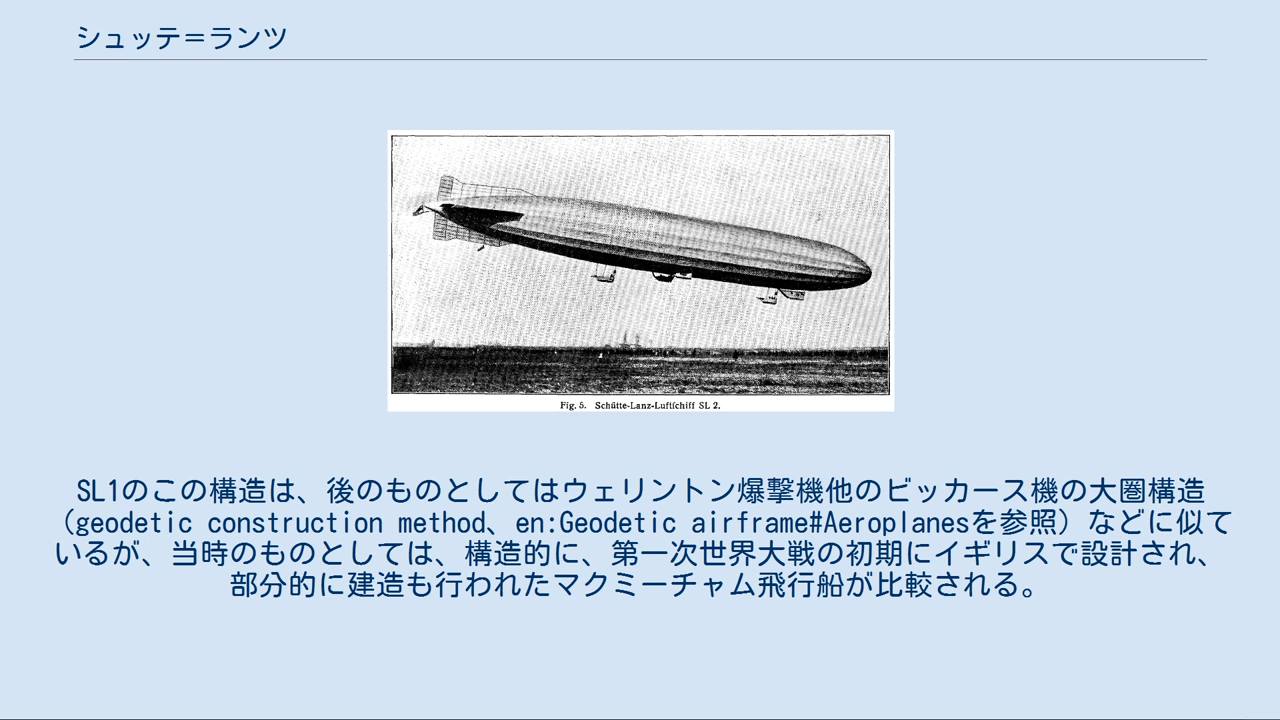 シュッテ＝ランツ
Fig. 5. Schütte-Lanz-Luftſchiff SL 2.
SL1のこの構造は、後のものとしてはウェリントン爆撃機他のビッカース機の大圏構造
（geodetic construction method、en:Geodetic airframe#Aeroplanesを参照）などに似て
いるが、当時のものとしては、構造的に、第一次世界大戦の初期にイギリスで設計され、
部分的に建造も行われたマクミーチャム飛行船が比較される。